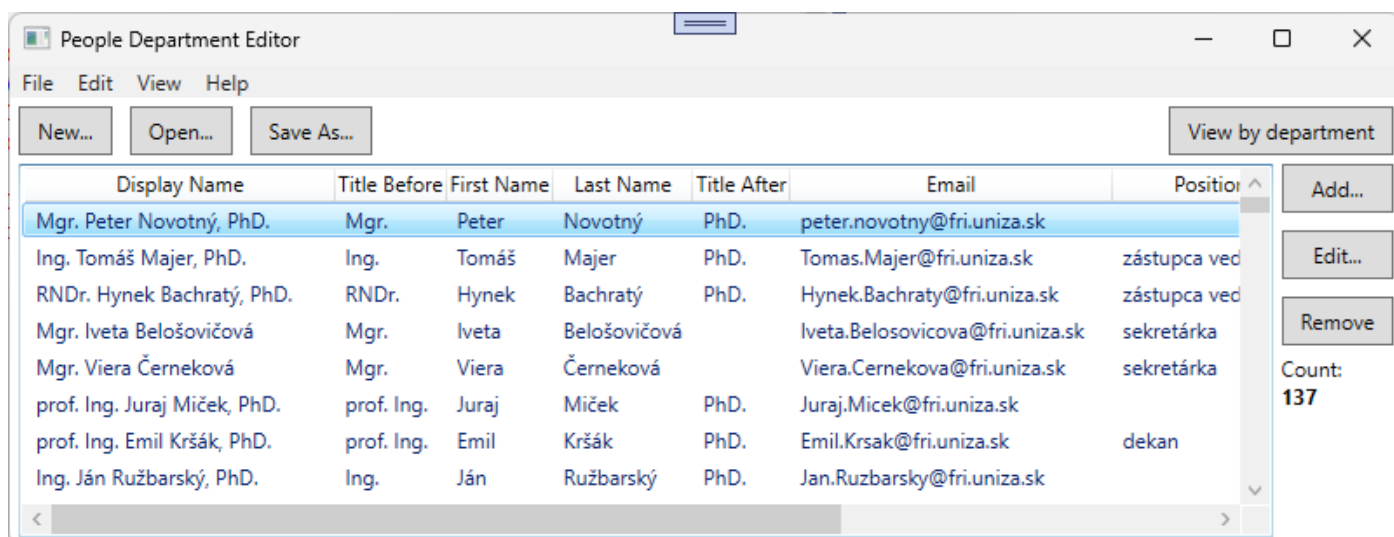 People Department Editor
File Edit View Help
New... Open... Save As... View by department
Display Name Title Before First Name Last Name Title After Email Position
Mgr. Peter Novotný, PhD. Mgr. Peter Novotný PhD. peter.novotny@fri.uniza.sk
Ing. Tomáš Majer, PhD. Ing. Tomáš Majer PhD. Tomas.Majer@fri.uniza.sk zástupca ved
RNDr. Hynek Bachratý, PhD. RNDr. Hynek Bachratý PhD. Hynek.Bachraty@fri.uniza.sk zástupca ved
Mgr. Iveta Belošovičová Mgr. Iveta Belošovičová Iveta.Belosovicova@fri.uniza.sk sekretárka
Mgr. Viera Černeková Mgr. Viera Černeková Viera.Cernekova@fri.uniza.sk sekretárka
prof. Ing. Juraj Miček, PhD. prof. Ing. Juraj Miček PhD. Juraj.Micek@fri.uniza.sk
prof. Ing. Emil Kršák, PhD. prof. Ing. Emil Kršák PhD. Emil.Krsak@fri.uniza.sk dekan
Ing. Ján Ružbarský, PhD. Ing. Ján Ružbarský PhD. Jan.Ruzbarsky@fri.uniza.sk
Add...
Edit...
Remove
Count:
137